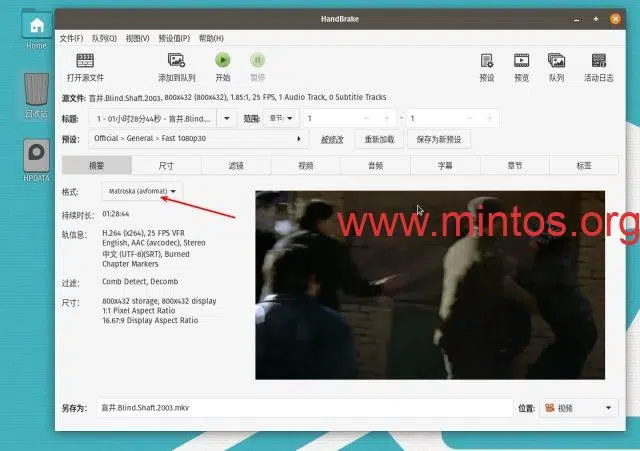 HandBrake
文件(F) 队列(Q) 视图(V) 预设值(P) 帮助(H)
Home
打开源文件 添加到队列 开始 暂停 预设 预览 队列 活动日志
源文件: 盲井.Blind.Shaft.2003, 800x432 (800x432), 1.85:1, 25 FPS, 1 Audio Track, 0 Subtitle Tracks
回收站
标题: 1 - 01小时28分44秒 - 盲井.Blind.... 范围: 章节: 1 - 1
预设: Official > General > Fast 1080p30 被修改 重新加载 保存为新预设
摘要 尺寸 滤镜 视频 音频 字幕 章节 标签
HPDATA
格式: Matroska (avformat)
持续时长: 01:28:44
www.mintos.org
轨信息: H.264 (x264), 25 FPS VFR
English, AAC (avcodec), Stereo
中文 (UTF-8)(SRT), Burned
Chapter Markers
过滤: Comb Detect, Decomb
尺寸: 800x432 storage, 800x432 display
1:1 Pixel Aspect Ratio
16.67:9 Display Aspect Ratio
另存为: 盲井.Blind.Shaft.2003.mkv 位置: 视频